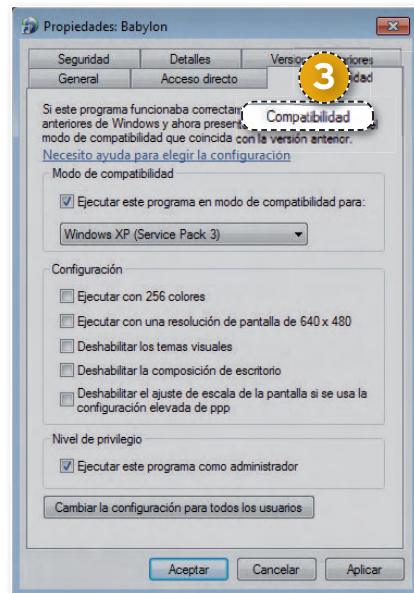 Propiedades: Babylon
Seguridad Detalles
General Acceso directo
3
Compatibilidad
Si este programa funcionaba
anteriores de Windows y ahora
modo de compatibilidad que coincida con la versión anterior.
Necesito ayuda para elegir la configuración
Modo de compatibilidad
Ejecutar este programa en modo de compatibilidad para:
Windows XP (Service Pack 3)
Configuración
Ejecutar con 256 colores
Ejecutar con una resolución de pantalla de 640 x 480
Deshabilitar los temas visuales
Deshabilitar la composición de escritorio
Deshabilitar el ajuste de escala de la pantalla si se usa la
configuración elevada de ppp
Nivel de privilegio
Ejecutar este programa como administrador
Cambiar la configuración para todos los usuarios
Aceptar Cancelar Aplicar